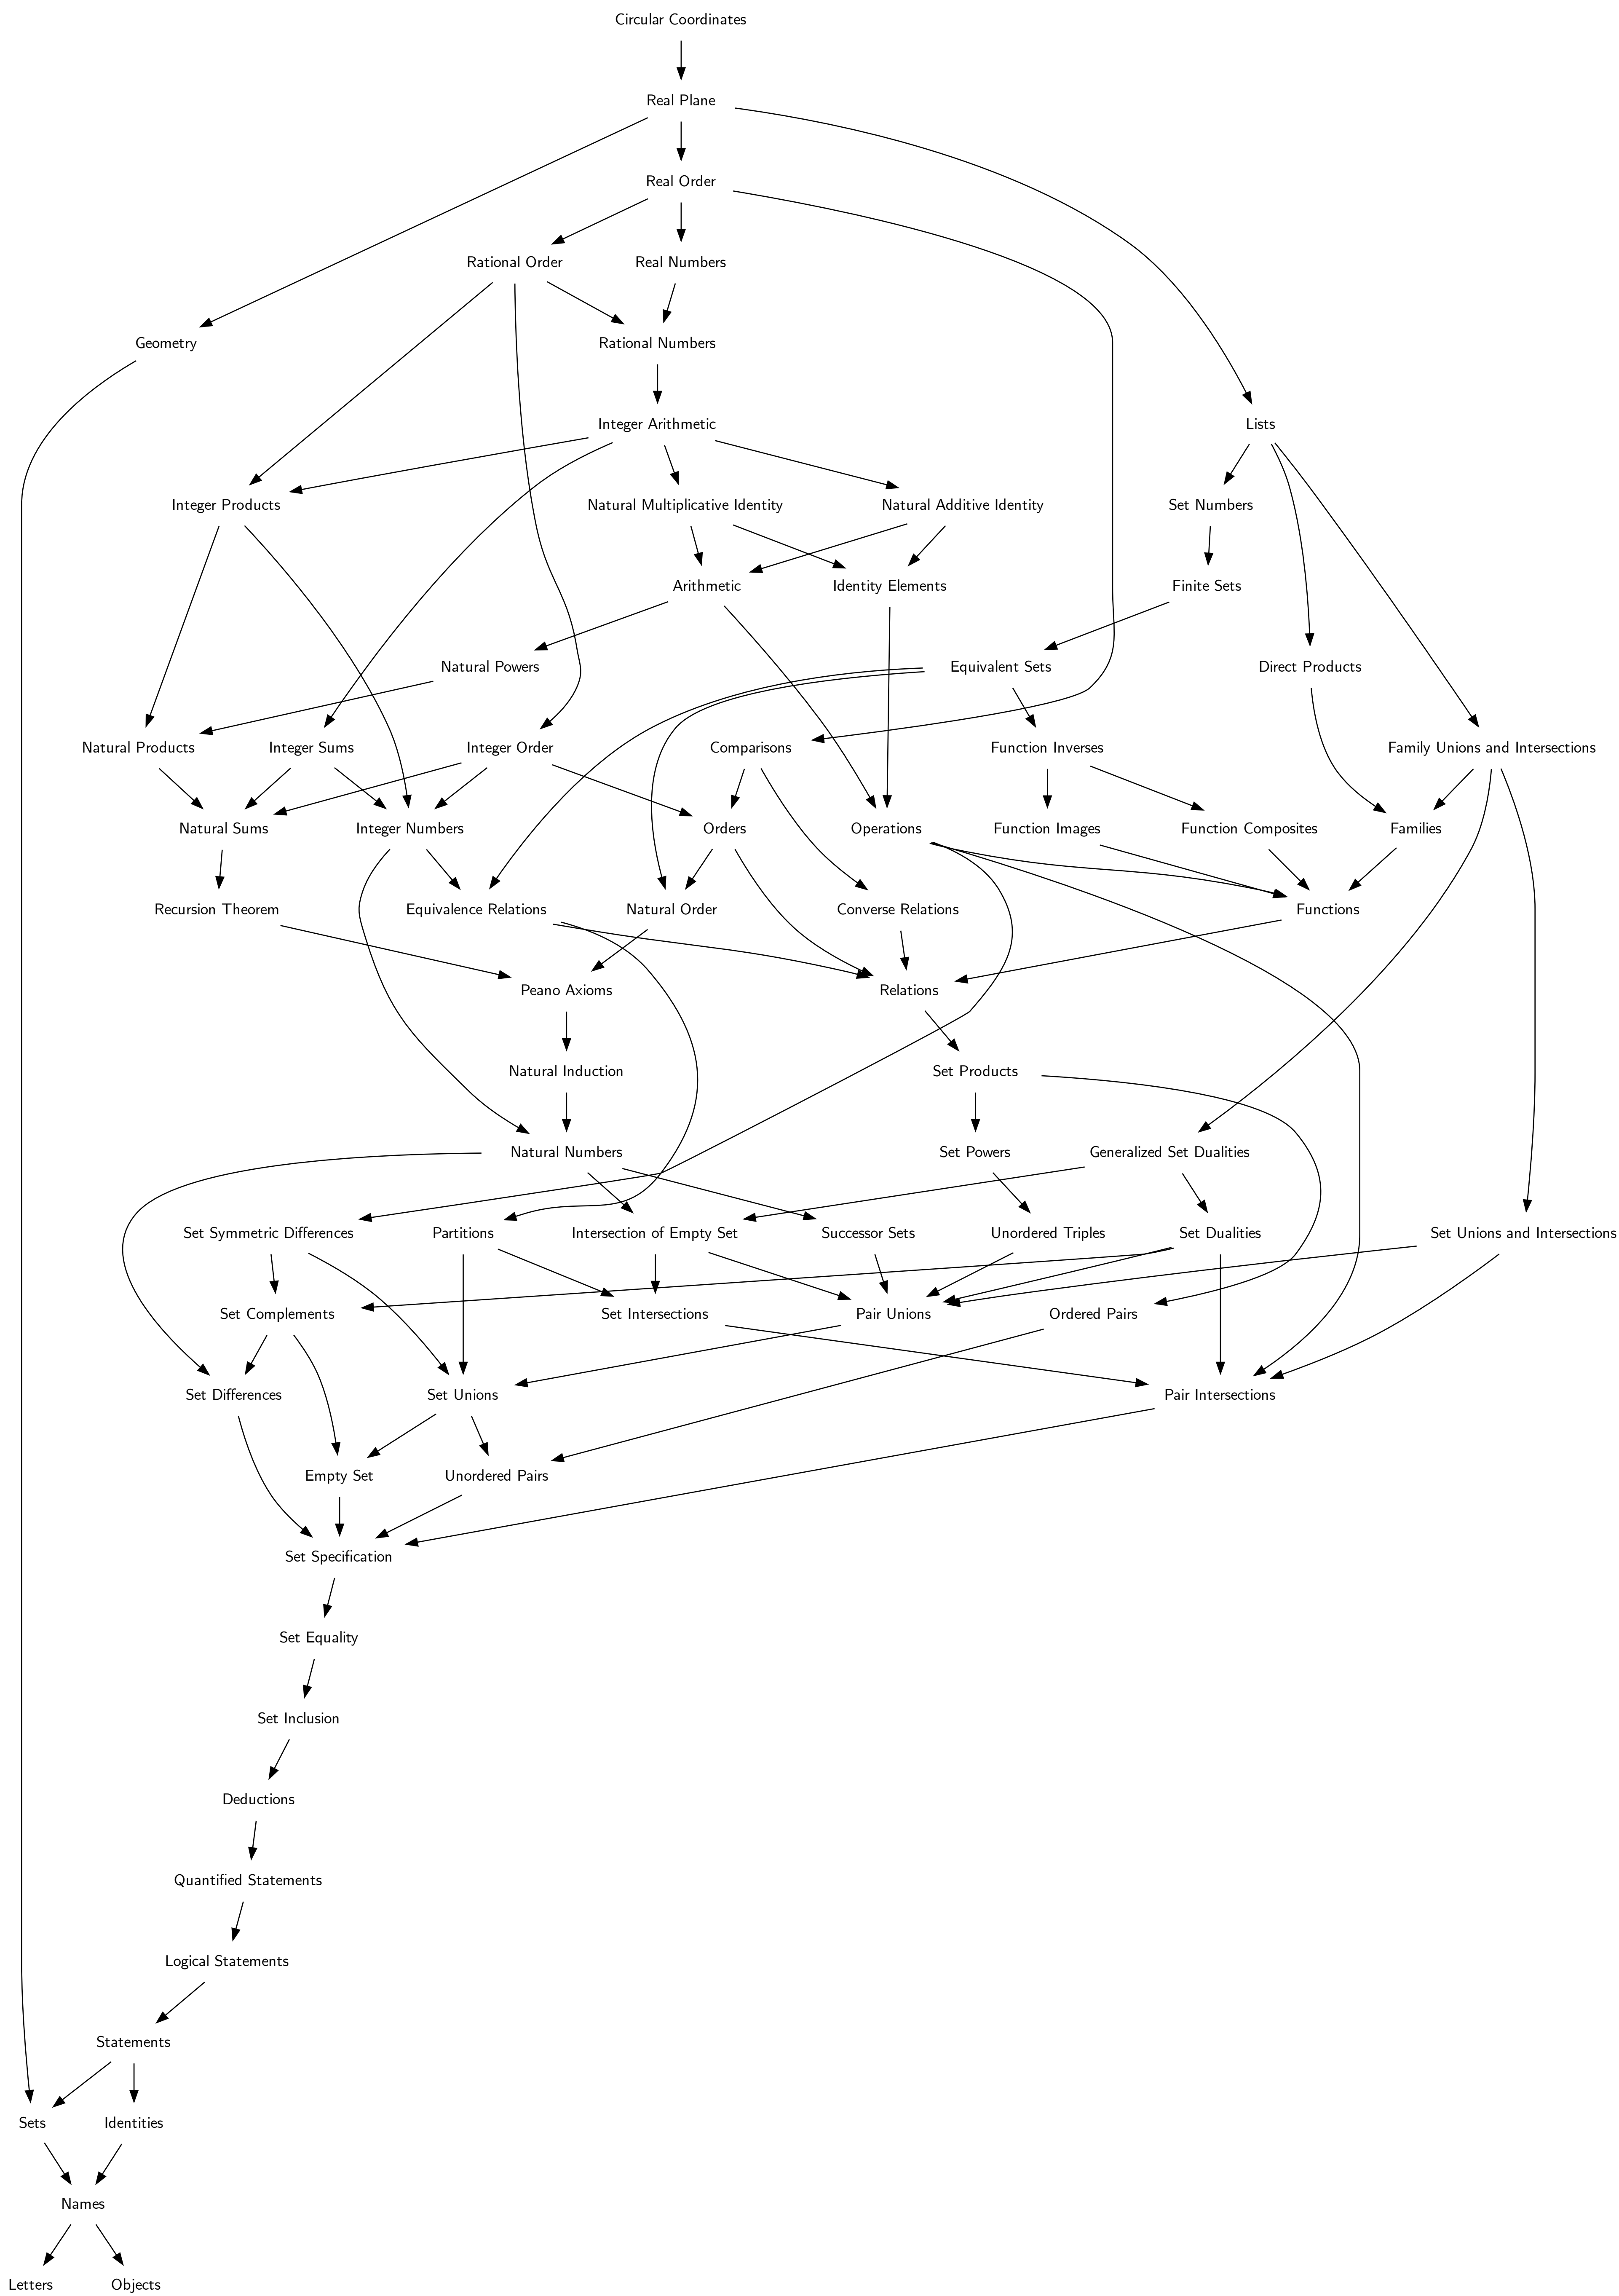 Circular Coordinates
Real Plane
Real Order
Rational Order
Real Numbers
Geometry
Rational Numbers
Integer Arithmetic
Lists
Integer Products
Natural Multiplicative Identity
Natural Additive Identity
Set Numbers
Arithmetic
Identity Elements
Finite Sets
Natural Powers
Equivalent Sets
Direct Products
Natural Products
Integer Sums
Integer Order
Comparisons
Function Inverses
Family Unions and Intersections
Natural Sums
Integer Numbers
Orders
Operations
Function Images
Function Composites
Families
Recursion Theorem
Equivalence Relations
Natural Order
Converse Relations
Functions
Peano Axioms
Relations
Natural Induction
Set Products
Natural Numbers
Set Powers
Generalized Set Dualities
Set Symmetric Differences
Partitions
Intersection of Empty Set
Successor Sets
Unordered Triples
Set Dualities
Set Unions and Intersections
Set Complements
Set Intersections
Pair Unions
Ordered Pairs
Set Differences
Set Unions
Pair Intersections
Empty Set
Unordered Pairs
Set Specification
Set Equality
Set Inclusion
Deductions
Quantified Statements
Logical Statements
Statements
Sets
Identities
Names
Letters
Objects